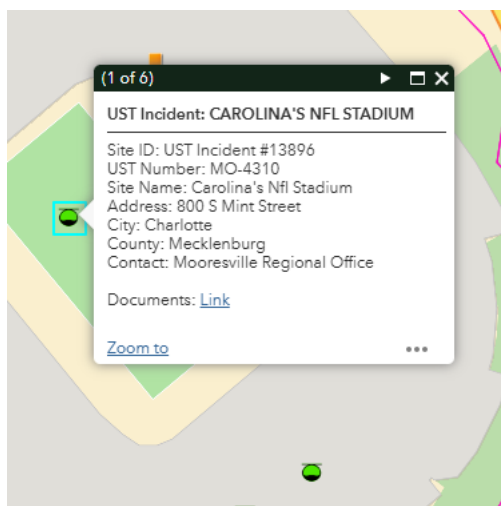 (1 of 6)
UST Incident: CAROLINA'S NFL STADIUM
Site ID: UST Incident #13896
UST Number: MO-4310
Site Name: Carolina's Nfl Stadium
Address: 800 S Mint Street
City: Charlotte
County: Mecklenburg
Contact: Mooresville Regional Office
Documents: Link
Zoom to